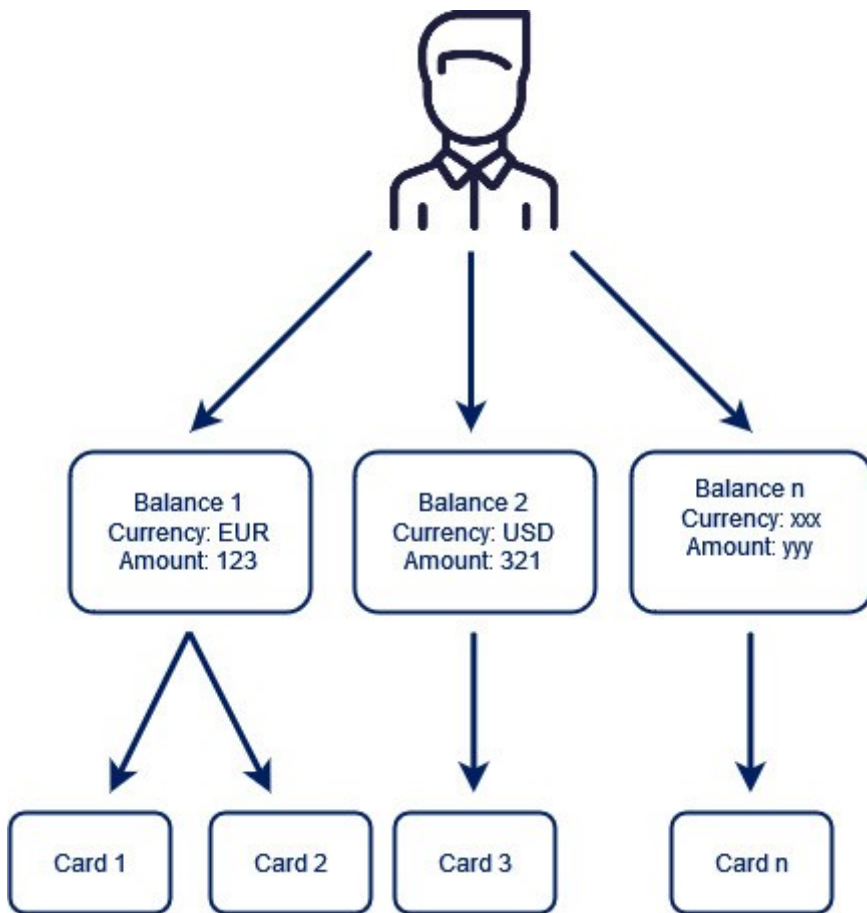 Balance 1
Currency: EUR
Amount: 123
Balance 2
Currency: USD
Amount: 321
Balance n
Currency: xxx
Amount: yyy
Card 1
Card 2
Card 3
Card n